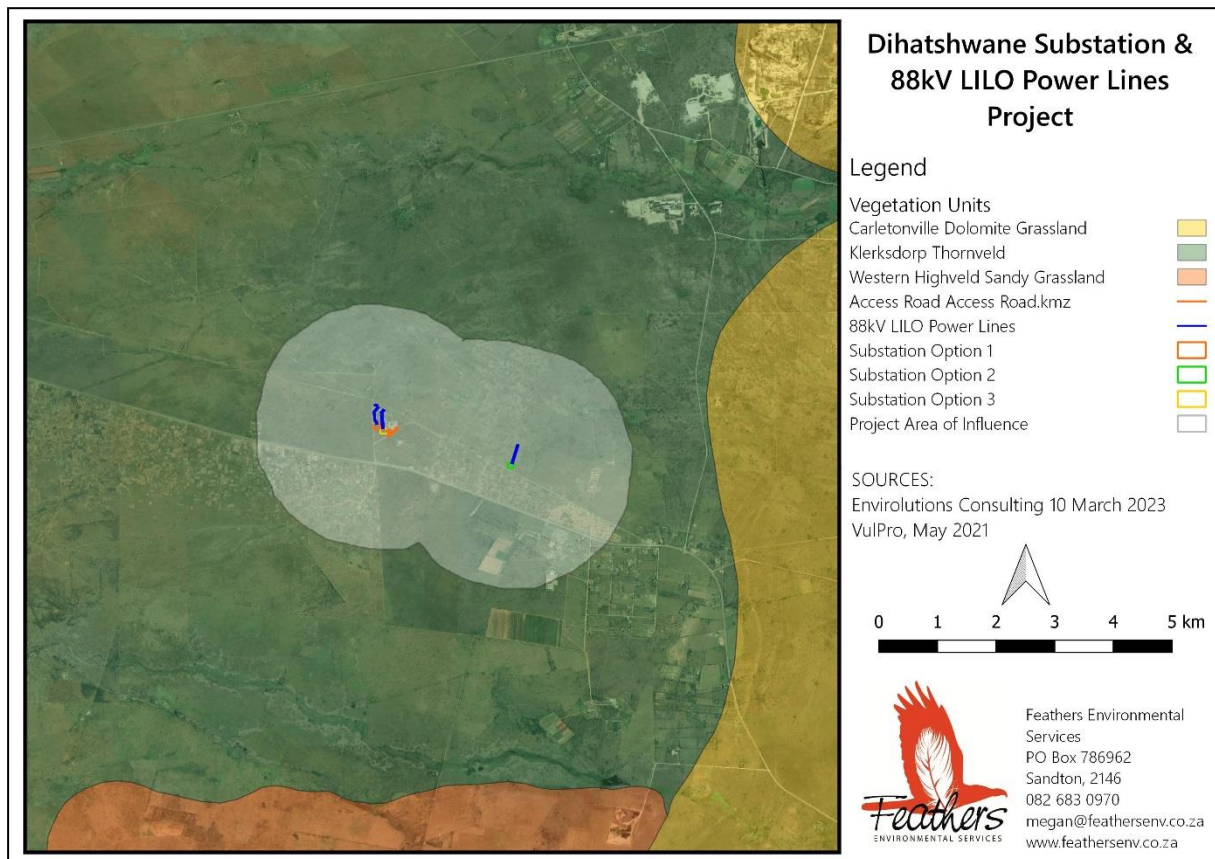 Dihatshwane Substation &
88kV LILO Power Lines
Project
Legend
Vegetation Units
Carletonville Dolomite Grassland
Klerksdorp Thornveld
Western Highveld Sandy Grassland
Access Road Access Road.kmz
88kV LILO Power Lines
Substation Option 1
Substation Option 2
Substation Option 3
Project Area of Influence
SOURCES:
Envirolutions Consulting 10 March 2023
VulPro, May 2021
0 1 2 3 4 5 km
Feathers
ENVIRONMENTAL SERVICES
Feathers Environmental
Services
PO Box 786962
Sandton, 2146
082 683 0970
megan@feathersenv.co.za
www.feathersenv.co.za